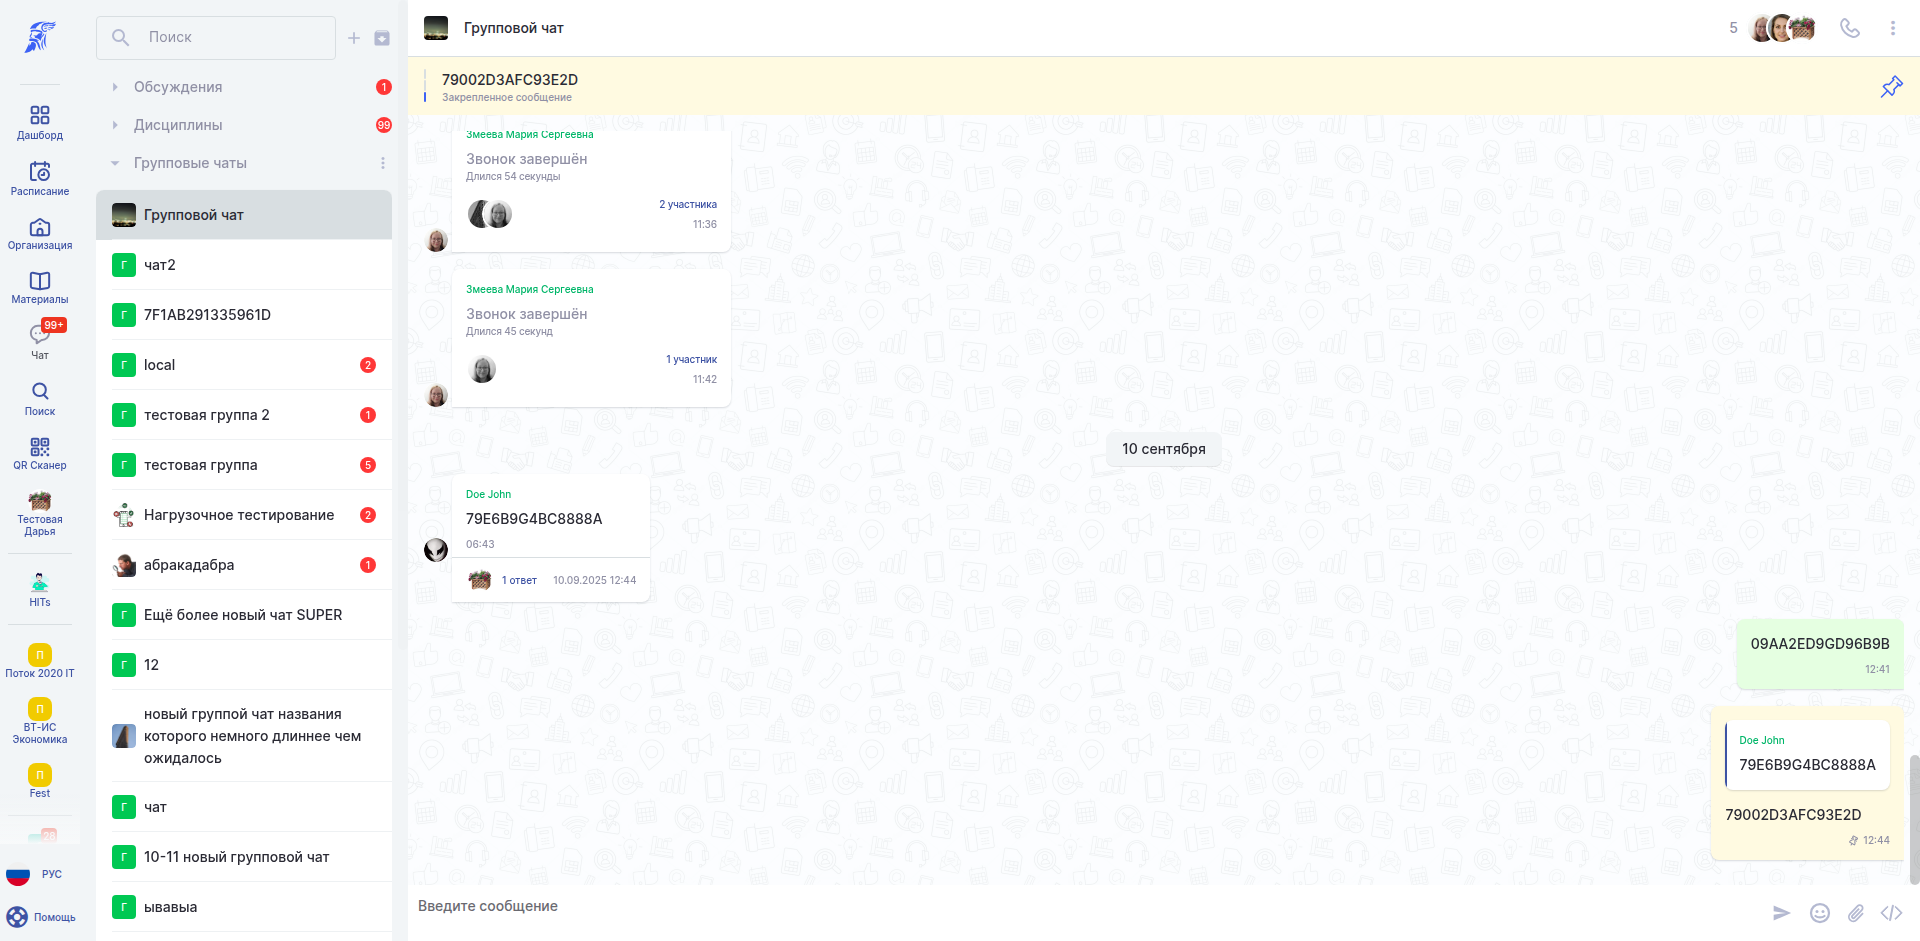 Дашборд
Расписание
Организация
Материалы
99+
Чат
Поиск
QR Сканер
Тестовая
Дарья
HITs
П
Поток 2020 IT
П
ВТ-ИС
Экономика
П
Fest
28
РУС
Помощь
Поиск
Обсуждения 1
Дисциплины 99
Групповые чаты
Групповой чат
Г чат2
Г 7F1AB291335961D
Г local 2
Г тестовая группа 2 1
Г тестовая группа 5
Нагрузочное тестирование 2
абракадабра 1
Г Ещё более новый чат SUPER
Г 12
новый группой чат названия
которого немного длиннее чем
ожидалось
Г чат
Г 10-11 новый групповой чат
Г ывавыа
Групповой чат 5
79002D3AFC93E2D
Закрепленное сообщение
Змеева Мария Сергеевна
Звонок завершён
Длился 54 секунды
2 участника
11:36
Змеева Мария Сергеевна
Звонок завершён
Длился 45 секунд
1 участник
11:42
10 сентября
Doe John
79E6B9G4BC8888A
06:43
1 ответ 10.09.2025 12:44
09AA2ED9GD96B9B
12:41
Doe John
79E6B9G4BC8888A
79002D3AFC93E2D
12:44
Введите сообщение